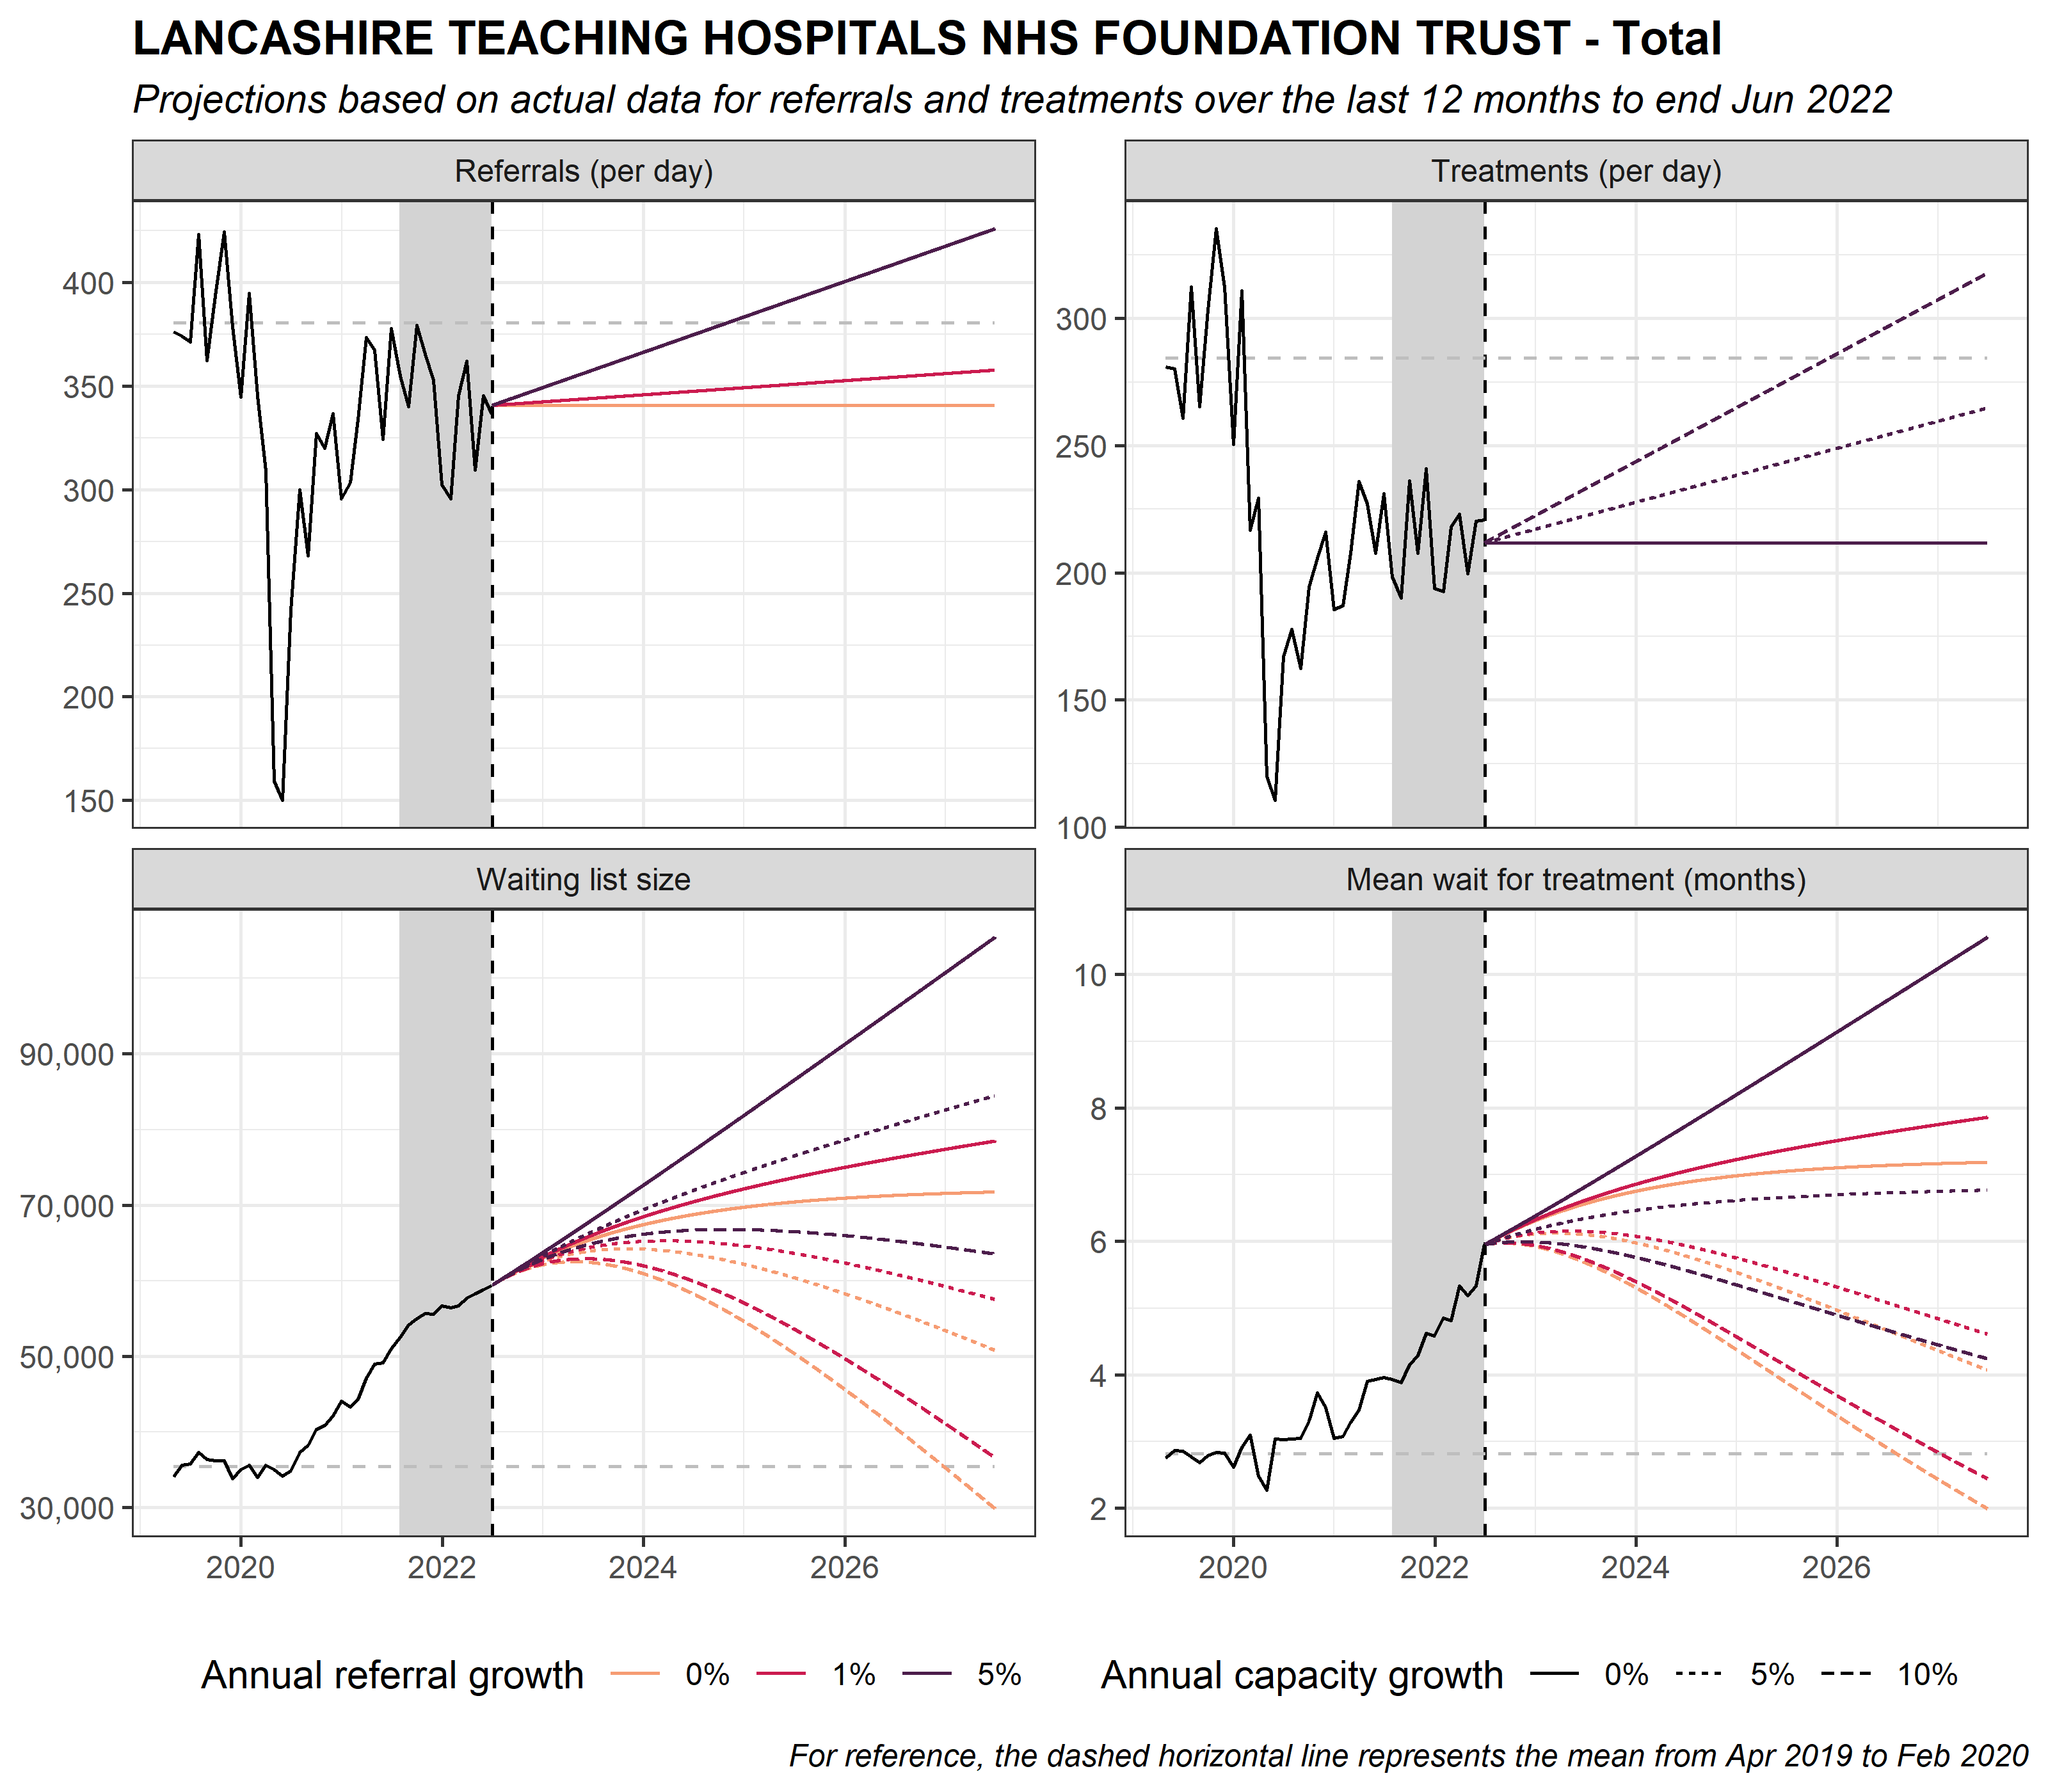 LANCASHIRE TEACHING HOSPITALS NHS FOUNDATION TRUST - Total
Projections based on actual data for referrals and treatments over the last 12 months to end Jun 2022
Referrals (per day)
400
350
300
250
200
150
Treatments (per day)
300
250
200
150
100
Waiting list size
90,000
70,000
50,000
30,000
2020 2022 2024 2026
Mean wait for treatment (months)
10
8
6
4
2
2020 2022 2024 2026
Annual referral growth 0% 1% 5%
Annual capacity growth 0% 5% 10%
For reference, the dashed horizontal line represents the mean from Apr 2019 to Feb 2020